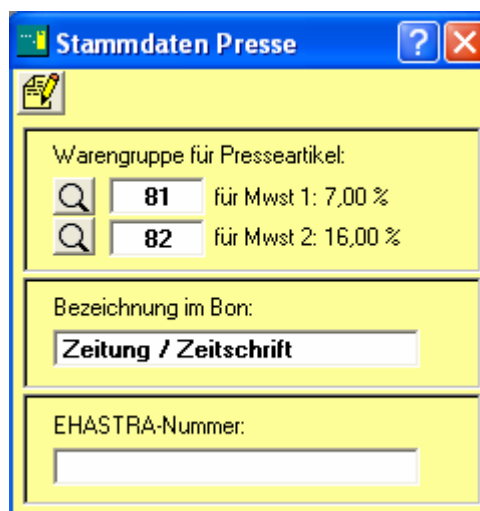 Stammdaten Presse
Warengruppe für Presseartikel:
81 für Mwst 1: 7,00 %
82 für Mwst 2: 16,00 %
Bezeichnung im Bon:
Zeitung / Zeitschrift
EHASTRA-Nummer: